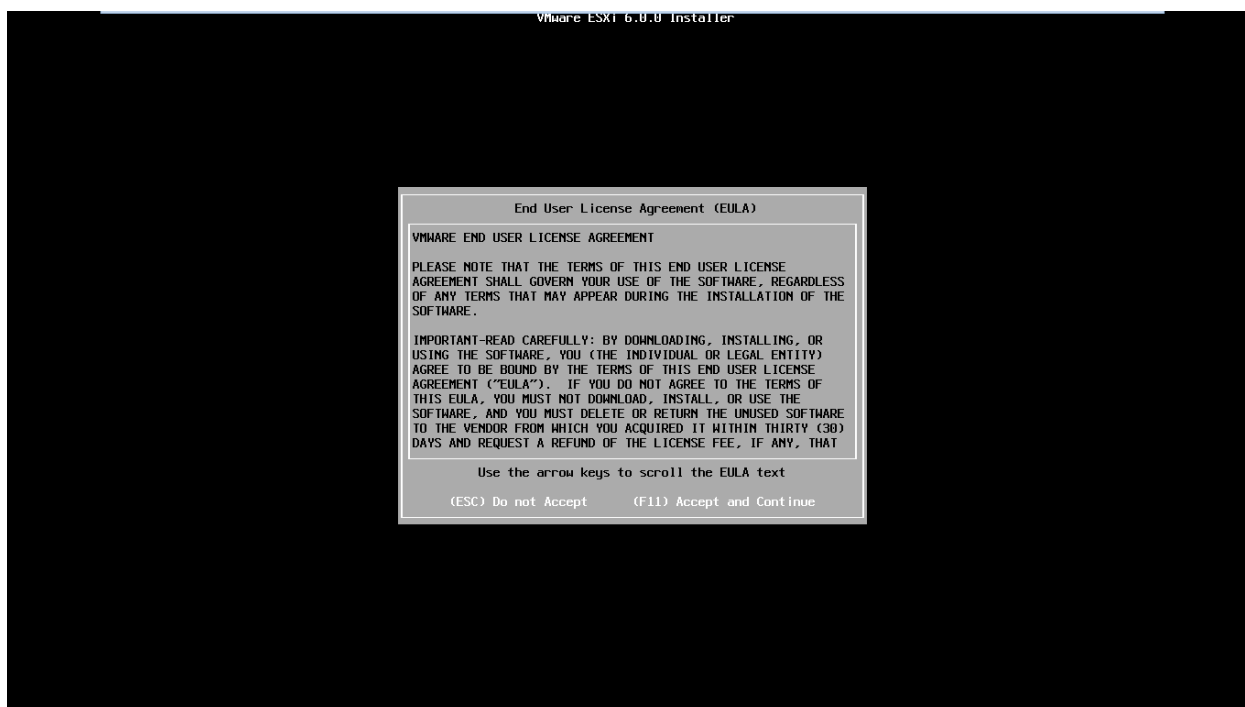 VMware ESXi 6.0.0 Installer
End User License Agreement (EULA)
VMWARE END USER LICENSE AGREEMENT
PLEASE NOTE THAT THE TERMS OF THIS END USER LICENSE
AGREEMENT SHALL GOVERN YOUR USE OF THE SOFTWARE, REGARDLESS
OF ANY TERMS THAT MAY APPEAR DURING THE INSTALLATION OF THE
SOFTWARE.
IMPORTANT-READ CAREFULLY: BY DOWNLOADING, INSTALLING, OR
USING THE SOFTWARE, YOU (THE INDIVIDUAL OR LEGAL ENTITY)
AGREE TO BE BOUND BY THE TERMS OF THIS END USER LICENSE
AGREEMENT ("EULA").  IF YOU DO NOT AGREE TO THE TERMS OF
THIS EULA, YOU MUST NOT DOWNLOAD, INSTALL, OR USE THE
SOFTWARE, AND YOU MUST DELETE OR RETURN THE UNUSED SOFTWARE
TO THE VENDOR FROM WHICH YOU ACQUIRED IT WITHIN THIRTY (30)
DAYS AND REQUEST A REFUND OF THE LICENSE FEE, IF ANY, THAT
Use the arrow keys to scroll the EULA text
(ESC) Do not Accept (F11) Accept and Continue